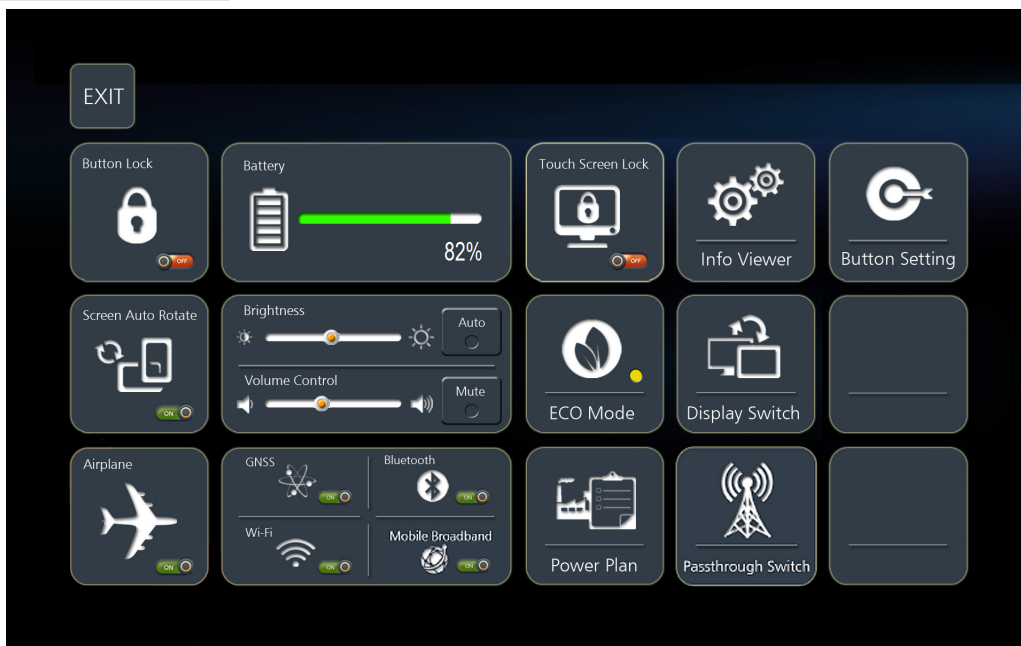 EXIT
Button Lock
OFF
Battery
82%
Touch Screen Lock
OFF
Info Viewer
Button Setting
Screen Auto Rotate
ON
Brightness
Auto
Volume Control
Mute
ECO Mode
Display Switch
Airplane
ON
GNSS
ON
Bluetooth
ON
Wi-Fi
ON
Mobile Broadband
ON
Power Plan
Passthrough Switch